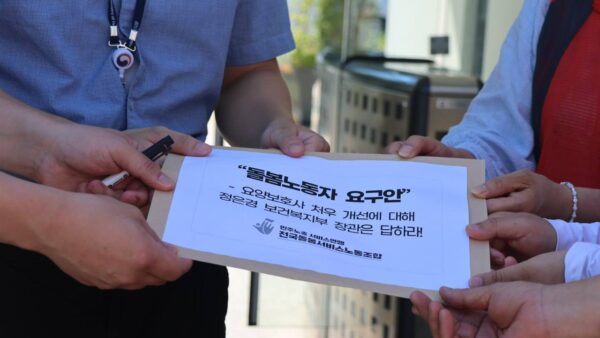 “돌봄노동자 요구안”
- 요양보호사 처우 개선에 대해
정은경 보건복지부 장관은 답하라!
민주노총 서비스연맹
전국돌봄서비스노동조합